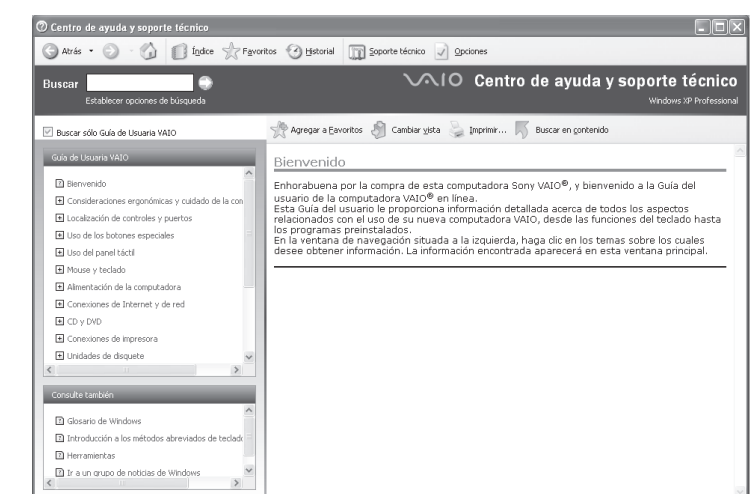 Centro de ayuda y soporte técnico
Atrás
Índice
Favoritos
Historial
Soporte técnico
Opciones
Buscar
Establecer opciones de búsqueda
VAIO Centro de ayuda y soporte técnico
Windows XP Professional
Buscar sólo Guía de Usuaria VAIO
Agregar a Favoritos
Cambiar vista
Imprimir...
Buscar en contenido
Guía de Usuaria VAIO
Bienvenido
Consideraciones ergonómicas y cuidado de la con
Localización de controles y puertos
Uso de los botones especiales
Uso del panel táctil
Mouse y teclado
Alimentación de la computadora
Conexiones de Internet y de red
CD y DVD
Conexiones de impresora
Unidades de disquete
Consulte también
Glosario de Windows
Introducción a los métodos abreviados de teclado
Herramientas
Ir a un grupo de noticias de Windows
Bienvenido
Enhorabuena por la compra de esta computadora Sony VAIO®, y bienvenido a la Guía del
usuario de la computadora VAIO® en línea.
Esta Guía del usuario le proporciona información detallada acerca de todos los aspectos
relacionados con el uso de su nueva computadora VAIO, desde las funciones del teclado hasta
los programas preinstalados.
En la ventana de navegación situada a la izquierda, haga clic en los temas sobre los cuales
desee obtener información. La información encontrada aparecerá en esta ventana principal.